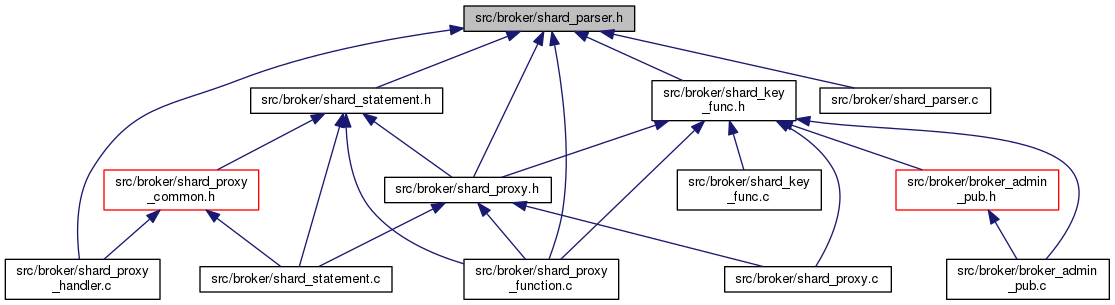 src/broker/shard_parser.h
src/broker/shard_statement.h
src/broker/shard_key
_func.h
src/broker/shard_parser.c
src/broker/shard_proxy
_common.h
src/broker/shard_proxy.h
src/broker/shard_key
_func.c
src/broker/broker_admin
_pub.h
src/broker/shard_proxy
_handler.c
src/broker/shard_statement.c
src/broker/shard_proxy
_function.c
src/broker/shard_proxy.c
src/broker/broker_admin
_pub.c